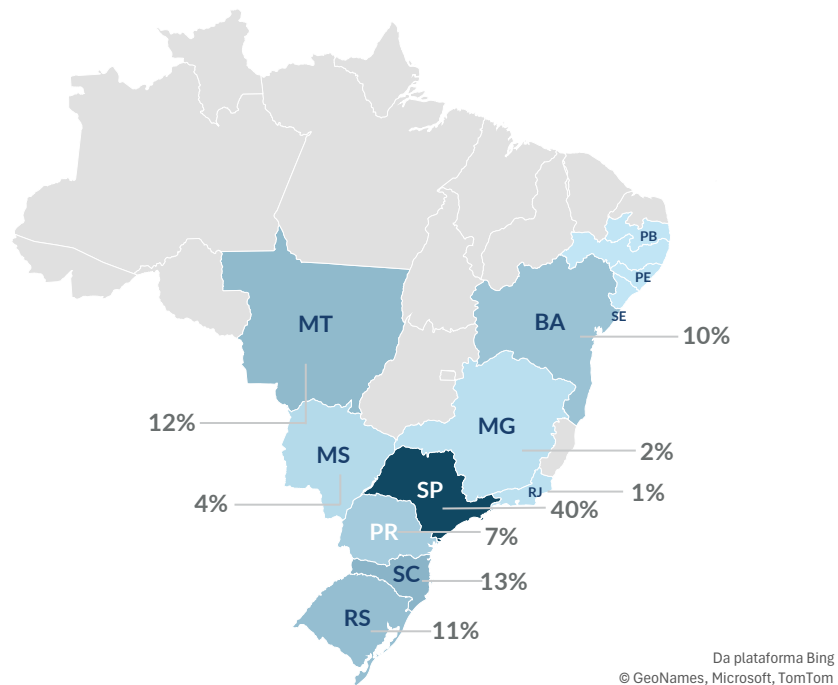 PB
PE
SE
MT
BA
10%
12%
MG
MS
2%
SP
RJ
1%
4%
40%
PR
7%
SC
13%
RS
11%
Da plataforma Bing
© GeoNames, Microsoft, TomTom